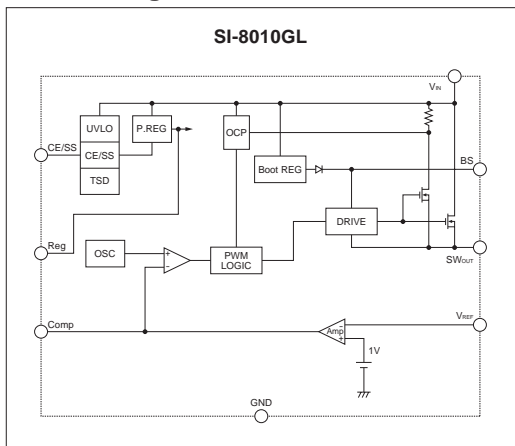 SI-8010GL
VIN
UVLO
P.REG
OCP
CE/SS
CE/SS
TSD
Boot REG
BS
DRIVE
Reg
OSC
+
-
PWM
LOGIC
SWOUT
Comp
Amp
-
+
VREF
1V
GND